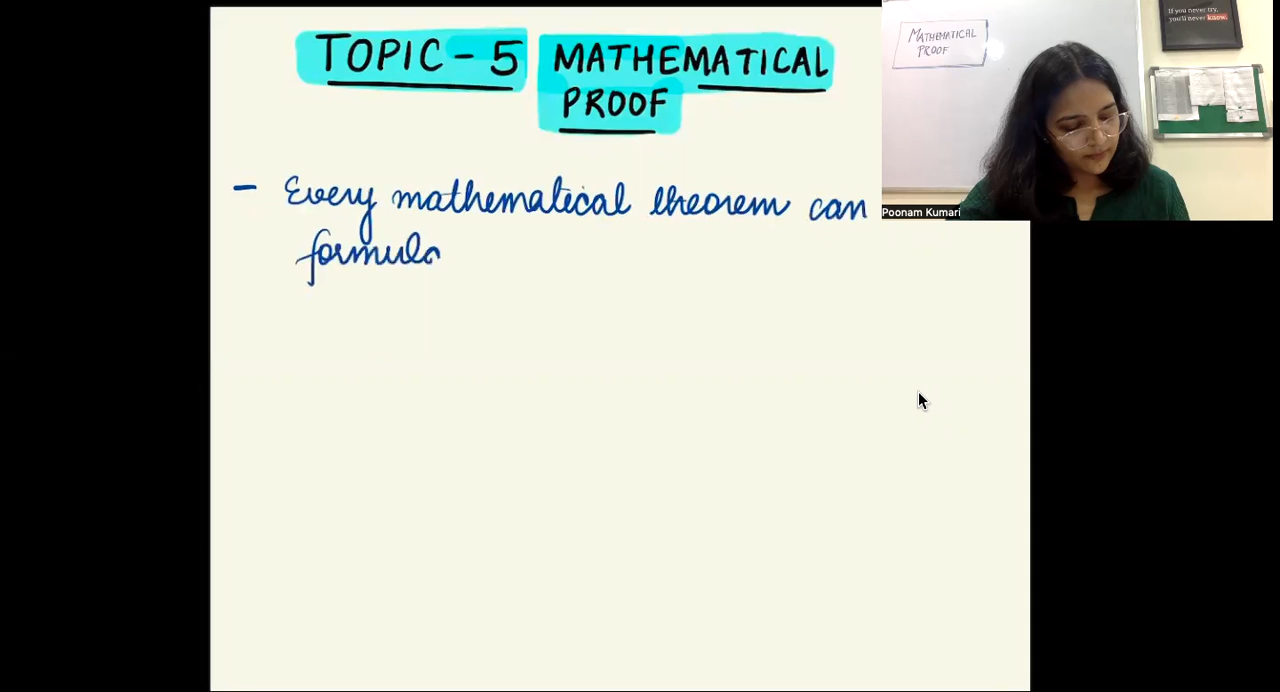 TOPIC - 5 MATHEMATICAL
PROOF
- Every mathematical theorem can
formula
MATHEMATICAL
PROOF
If you never try,
you'll never know.
Poonam Kumari